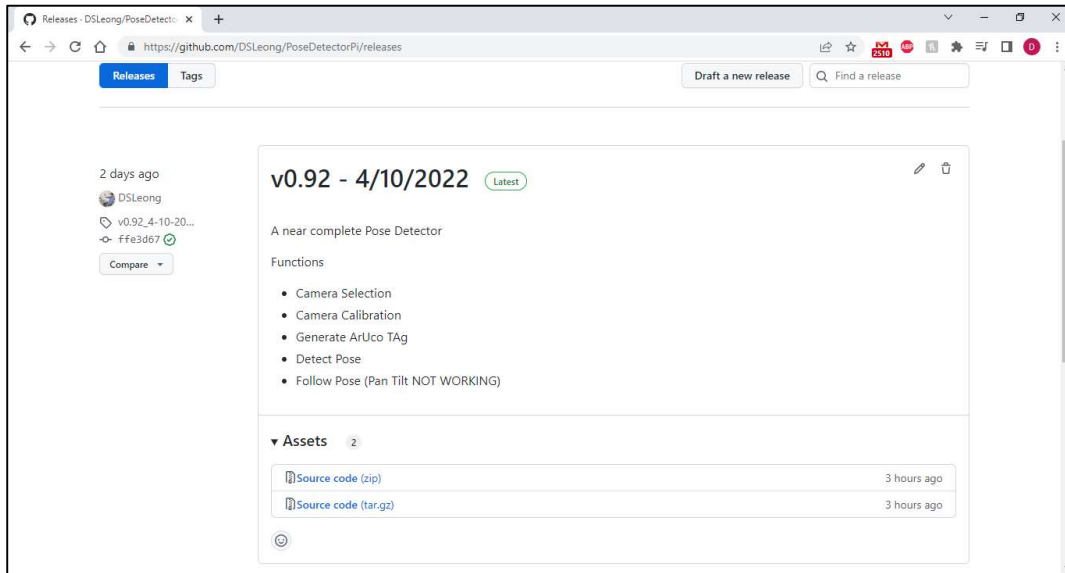 Releases · DSLeong/PoseDetecto
https://github.com/DSLeong/PoseDetectorPi/releases
2510
ABP
D
Releases
Tags
Draft a new release
Find a release
2 days ago
DSLeong
v0.92_4-10-20...
ffe3d67
Compare
v0.92 - 4/10/2022
Latest
A near complete Pose Detector
Functions
• Camera Selection
• Camera Calibration
• Generate ArUco TAg
• Detect Pose
• Follow Pose (Pan Tilt NOT WORKING)
Assets 2
Source code (zip)
3 hours ago
Source code (tar.gz)
3 hours ago